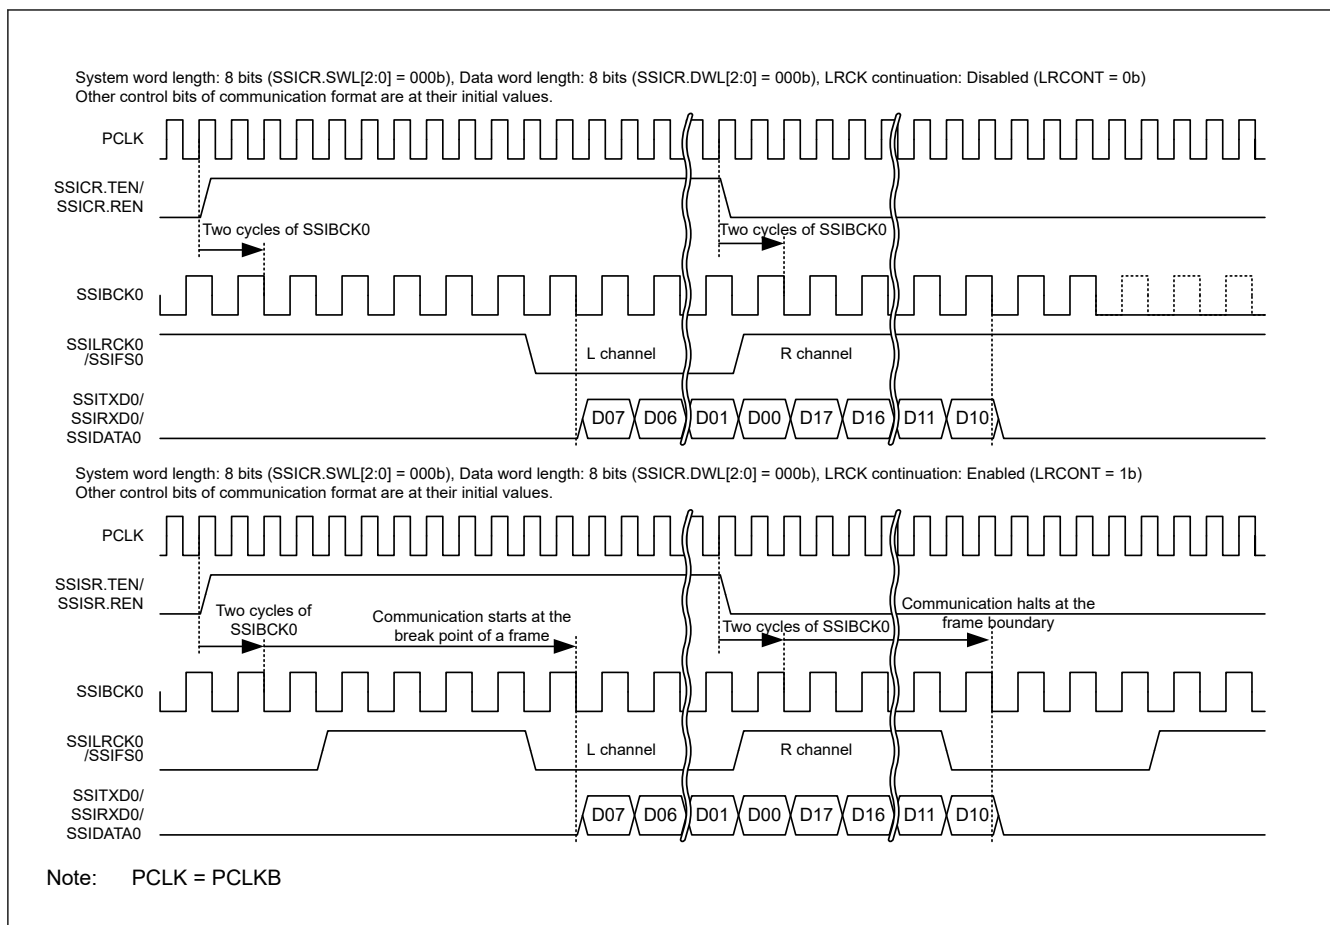 System word length: 8 bits (SSICR.SWL[2:0] = 000b), Data word length: 8 bits (SSICR.DWL[2:0] = 000b), LRCK continuation: Disabled (LRCONT = 0b)
Other control bits of communication format are at their initial values.
PCLK
SSICR.TEN/
SSICR.REN
Two cycles of SSIBCK0
Two cycles of SSIBCK0
SSIBCK0
SSILRCK0
/SSIFS0
L channel
R channel
SSITXD0/
SSIRXD0/
SSIDATA0
D07 D06 D01 D00 D17 D16 D11 D10
System word length: 8 bits (SSICR.SWL[2:0] = 000b), Data word length: 8 bits (SSICR.DWL[2:0] = 000b), LRCK continuation: Enabled (LRCONT = 1b)
Other control bits of communication format are at their initial values.
PCLK
SSISR.TEN/
SSISR.REN
Two cycles of
SSIBCK0
Communication starts at the
break point of a frame
Two cycles of SSIBCK0
Communication halts at the
frame boundary
SSIBCK0
SSILRCK0
/SSIFS0
L channel
R channel
SSITXD0/
SSIRXD0/
SSIDATA0
D07 D06 D01 D00 D17 D16 D11 D10
Note: PCLK = PCLKB